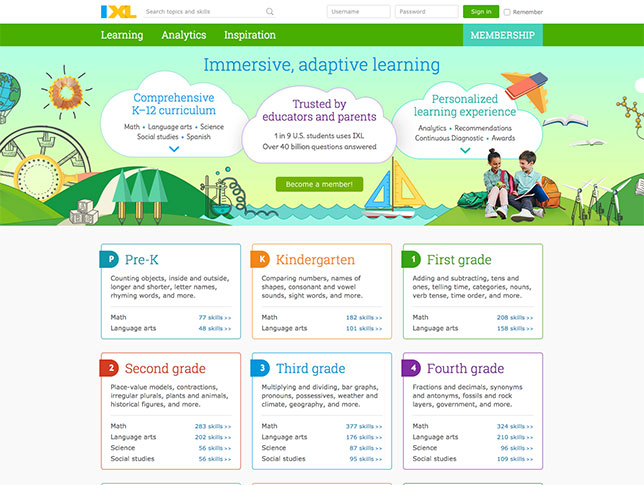 IXL
Search topics and skills
Username
Password
Sign in
Remember
Learning
Analytics
Inspiration
MEMBERSHIP
Immersive, adaptive learning
Comprehensive
K–12 curriculum
Math • Language arts • Science
Social studies • Spanish
Trusted by
educators and parents
1 in 9 U.S. students uses IXL
Over 40 billion questions answered
Personalized
learning experience
Analytics • Recommendations
Continuous Diagnostic • Awards
Become a member!
P Pre-K
Counting objects, inside and outside,
longer and shorter, letter names,
rhyming words, and more.
Math 77 skills >>
Language arts 48 skills >>
K Kindergarten
Comparing numbers, names of
shapes, consonant and vowel
sounds, sight words, and more.
Math 182 skills >>
Language arts 101 skills >>
1 First grade
Adding and subtracting, tens and
ones, telling time, categories, nouns,
verb tense, time order, and more.
Math 208 skills >>
Language arts 158 skills >>
2 Second grade
Place-value models, contractions,
irregular plurals, plants and animals,
historical figures, and more.
Math 283 skills >>
Language arts 202 skills >>
Science 56 skills >>
Social studies 56 skills >>
3 Third grade
Multiplying and dividing, bar graphs,
pronouns, possessives, weather and
climate, geography, and more.
Math 377 skills >>
Language arts 176 skills >>
Science 87 skills >>
Social studies 95 skills >>
4 Fourth grade
Fractions and decimals, synonyms
and antonyms, fossils and rock
layers, government, and more.
Math 324 skills >>
Language arts 210 skills >>
Science 96 skills >>
Social studies 109 skills >>